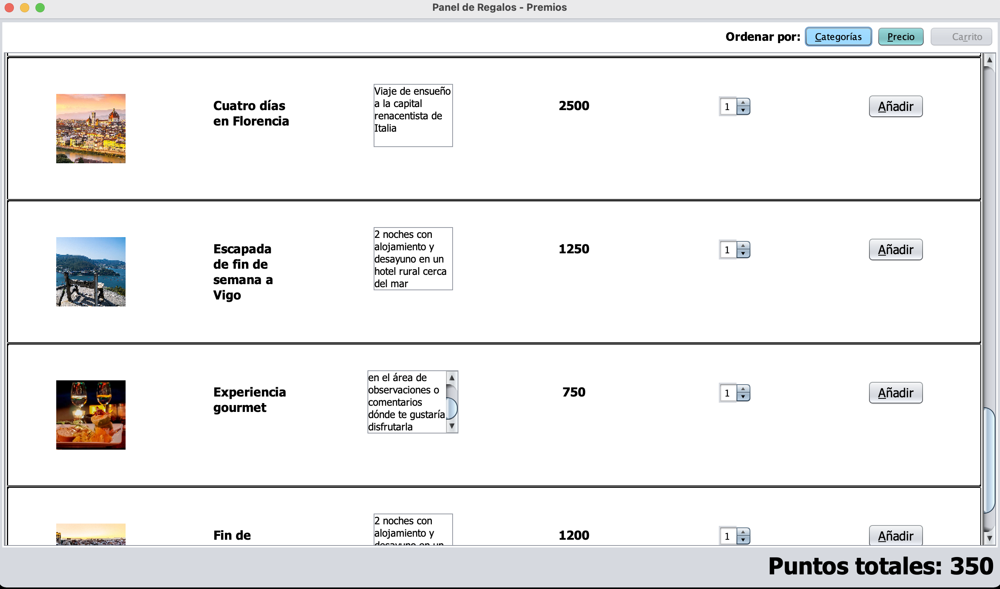 Panel de Regalos - Premios
Ordenar por: Categorías Precio Carrito
Cuatro días
en Florencia
Viaje de ensueño
a la capital
renacentista de
Italia
2500
1
Añadir
Escapada
de fin de
semana a
Vigo
2 noches con
alojamiento y
desayuno en un
hotel rural cerca
del mar
1250
1
Añadir
Experiencia
gourmet
en el área de
observaciones o
comentarios
dónde te gustaría
disfrutarla
750
1
Añadir
Fin de
2 noches con
alojamiento y
desayuno en un
1200
1
Añadir
Puntos totales: 350